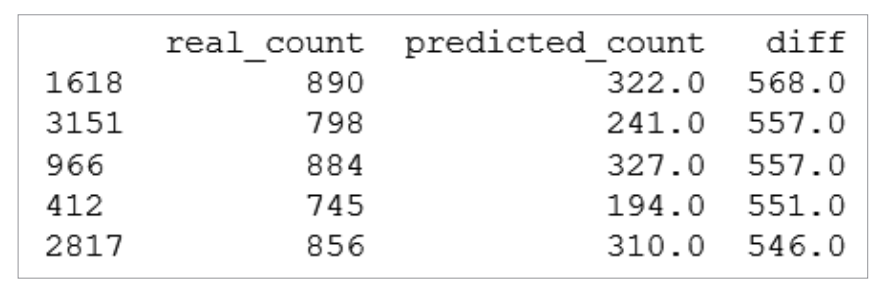 real_count predicted_count diff
1618 890 322.0 568.0
3151 798 241.0 557.0
966 884 327.0 557.0
412 745 194.0 551.0
2817 856 310.0 546.0